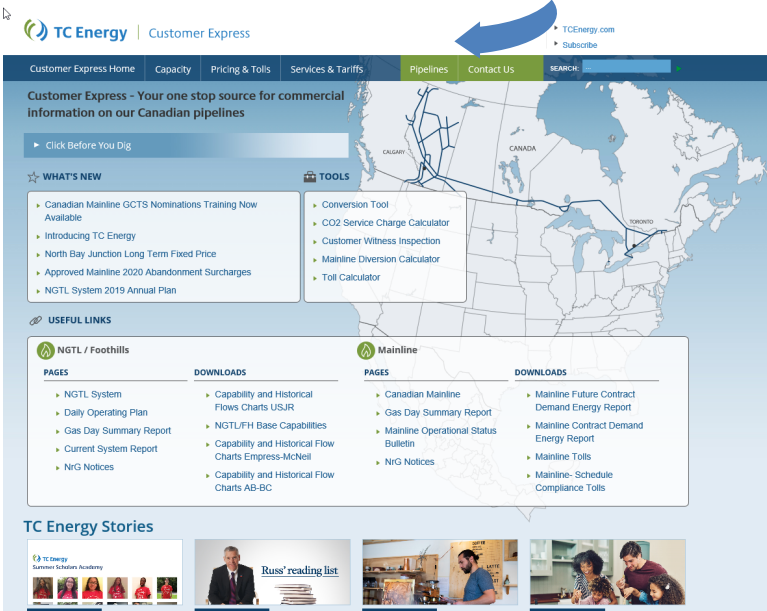 TC Energy | Customer Express
TCEnergy.com
Subscribe
Customer Express Home Capacity Pricing & Tolls Services & Tariffs Pipelines Contact Us SEARCH: ...
Customer Express - Your one stop source for commercial
information on our Canadian pipelines
Click Before You Dig
CALGARY
CANADA
TORONTO
WHAT'S NEW
Canadian Mainline GCTS Nominations Training Now
Available
Introducing TC Energy
North Bay Junction Long Term Fixed Price
Approved Mainline 2020 Abandonment Surcharges
NGTL System 2019 Annual Plan
TOOLS
Conversion Tool
CO2 Service Charge Calculator
Customer Witness Inspection
Mainline Diversion Calculator
Toll Calculator
USEFUL LINKS
NGTL / Foothills
PAGES
NGTL System
Daily Operating Plan
Gas Day Summary Report
Current System Report
NrG Notices
DOWNLOADS
Capability and Historical
Flows Charts USJR
NGTL/FH Base Capabilities
Capability and Historical Flow
Charts Empress-McNeil
Capability and Historical Flow
Charts AB-BC
Mainline
PAGES
Canadian Mainline
Gas Day Summary Report
Mainline Operational Status
Bulletin
NrG Notices
DOWNLOADS
Mainline Future Contract
Demand Energy Report
Mainline Contract Demand
Energy Report
Mainline Tolls
Mainline- Schedule
Compliance Tolls
TC Energy Stories
TC Energy
Summer Scholars Academy
Russ' reading list
COFFEE
LATTE